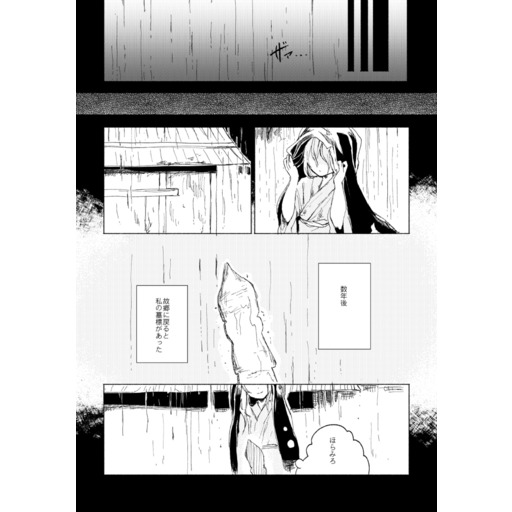 ザァ...
数年後
故郷に戻ると
私の墓標があった
ほらみろ